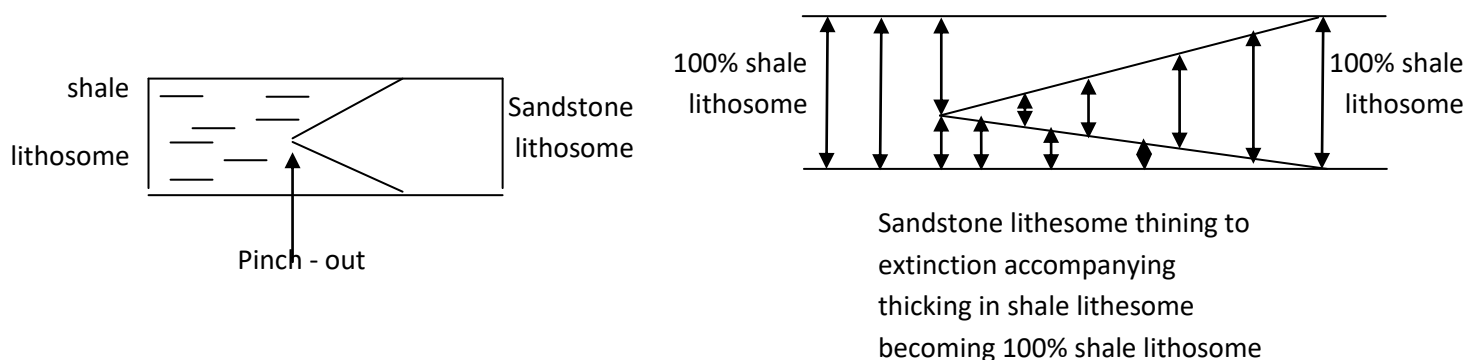 shale
lithosome
Sandstone
lithosome
Pinch - out
100% shale
lithosome
100% shale
lithosome
Sandstone lithesome thining to
extinction accompanying
thicking in shale lithesome
becoming 100% shale lithosome